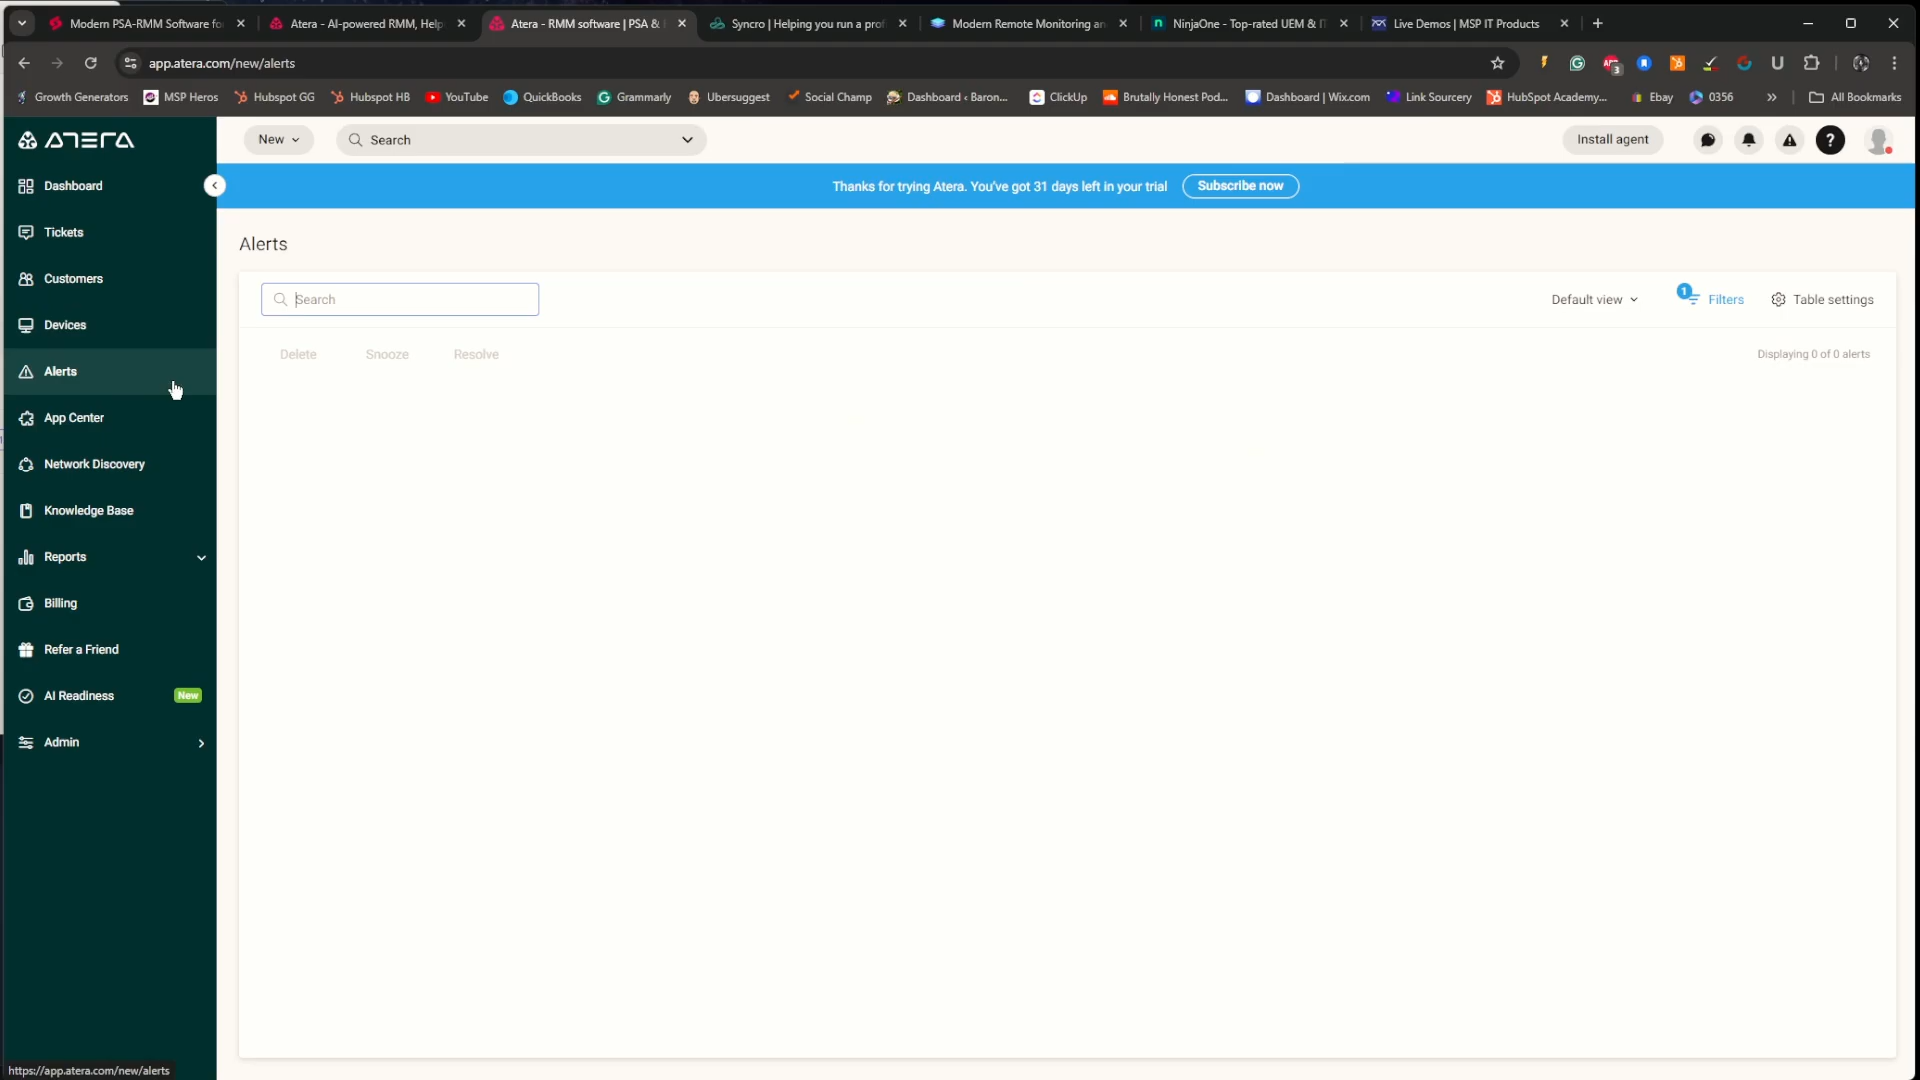 Modern PSA-RMM Software fo
Atera - AI-powered RMM, Help
Atera - RMM software | PSA &
Syncro | Helping you run a prof
Modern Remote Monitoring an
NinjaOne - Top-rated UEM & IT
Live Demos | MSP IT Products
app.atera.com/new/alerts
3
Growth Generators
MSP Heros
Hubspot GG
Hubspot HB
YouTube
QuickBooks
Grammarly
Ubersuggest
Social Champ
Dashboard ‹ Baron...
ClickUp
Brutally Honest Pod...
Dashboard | Wix.com
Link Sourcery
HubSpot Academy...
Ebay
0356
All Bookmarks
ATERA
New
Search
Install agent
?
Thanks for trying Atera. You've got 31 days left in your trial
Subscribe now
Dashboard
Tickets
Customers
Devices
Alerts
App Center
Network Discovery
Knowledge Base
Reports
Billing
Refer a Friend
AI Readiness
New
Admin
Alerts
Search
Default view
1
Filters
Table settings
Delete
Snooze
Resolve
Displaying 0 of 0 alerts
https://app.atera.com/new/alerts